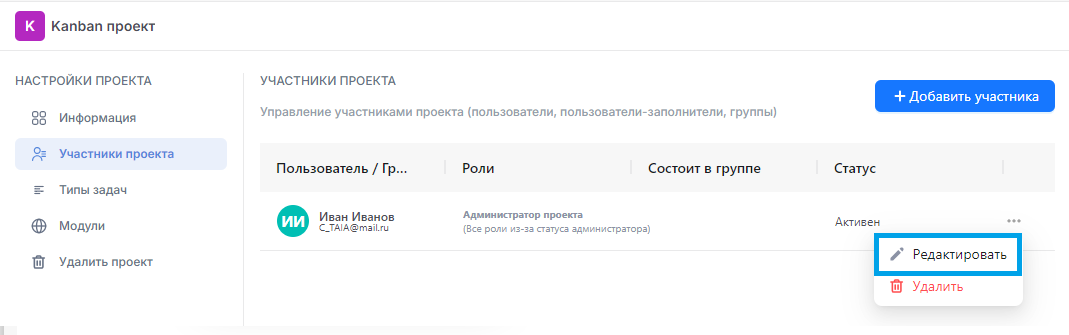 K Kanban проект
НАСТРОЙКИ ПРОЕКТА
Информация
Участники проекта
Типы задач
Модули
Удалить проект
УЧАСТНИКИ ПРОЕКТА
Управление участниками проекта (пользователи, пользователи-заполнители, группы)
+ Добавить участника
Пользователь / Гр... Роли Состоит в группе Статус
ИИ Иван Иванов Администратор проекта Активен
C_TAIA@mail.ru (Все роли из-за статуса администратора)
Редактировать
Удалить